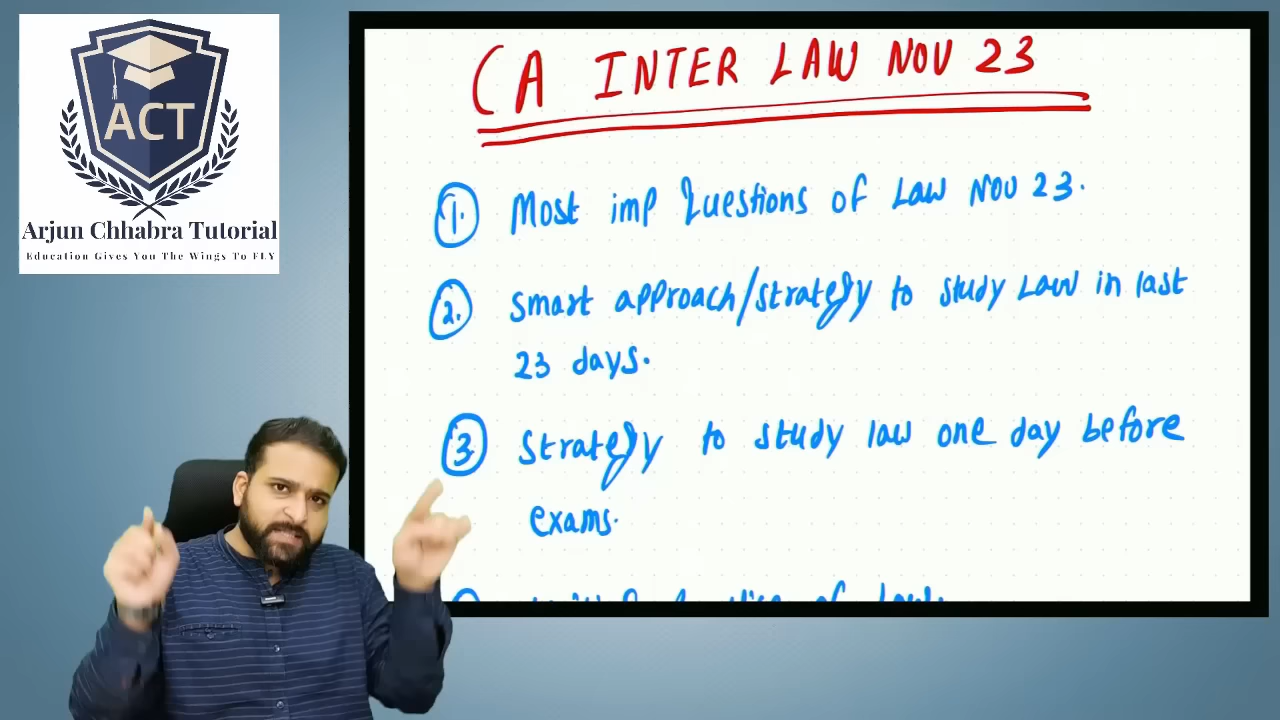 ACT
Arjun Chhabra Tutorial
Education Gives You The Wings To FLY
CA INTER LAW NOV 23
1. Most imp Questions of Law Nov 23.
2. Smart approach/strategy to study Law in last
23 days.
3. Strategy to study law one day before
exams.
of Law.